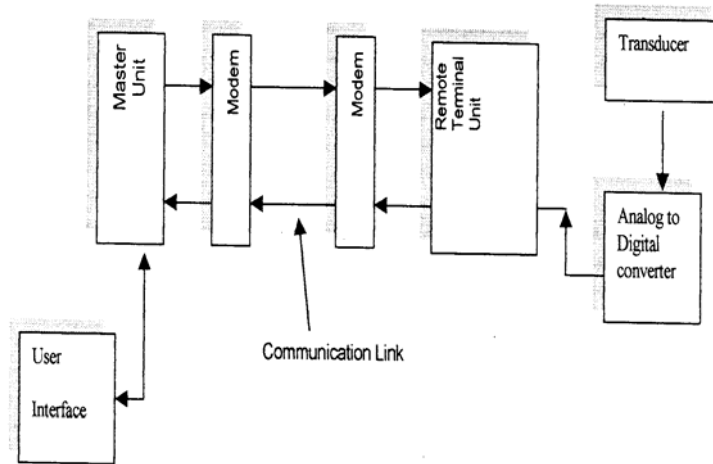 Master
Unit
Modem
Modem
Remote
Terminal
Unit
Transducer
Analog to
Digital
converter
Communication Link
User
Interface